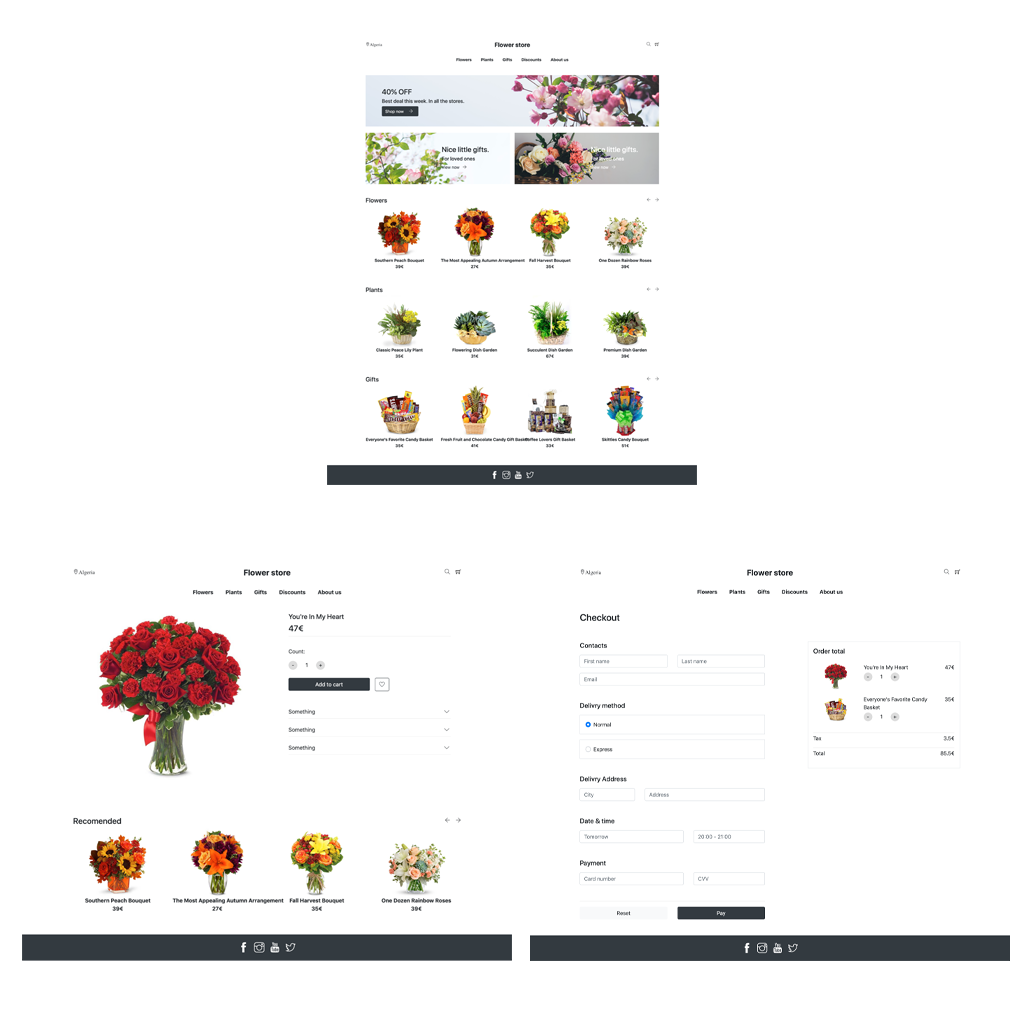 Algeria
Flower store
Flowers Plants Gifts Discounts About us
40% OFF
Best deal this week. In all the stores.
Shop now
Nice little gifts.
For loved ones
View now
Nice little gifts.
For loved ones
View now
Flowers
Southern Peach Bouquet
39€
The Most Appealing Autumn Arrangement
27€
Fall Harvest Bouquet
35€
One Dozen Rainbow Roses
39€
Plants
Classic Peace Lily Plant
35€
Flowering Dish Garden
31€
Succulent Dish Garden
67€
Premium Dish Garden
39€
Gifts
Everyone's Favorite Candy Basket
35€
Fresh Fruit and Chocolate Candy Gift Basket
41€
Coffee Lovers Gift Basket
33€
Skittles Candy Bouquet
51€
Algeria
Flower store
Flowers Plants Gifts Discounts About us
You're In My Heart
47€
Count:
- 1 +
Add to cart
Something
Something
Something
Recomended
Southern Peach Bouquet
39€
The Most Appealing Autumn Arrangement
27€
Fall Harvest Bouquet
35€
One Dozen Rainbow Roses
39€
Algeria
Flower store
Flowers Plants Gifts Discounts About us
Checkout
Contacts
First name
Last name
Email
Delivry method
Normal
Express
Delivry Address
City
Address
Date & time
Tomorrow
20:00 - 21:00
Payment
Card number
CVV
Reset
Pay
Order total
You're In My Heart 47€
- 1 +
Everyone's Favorite Candy 35€
Basket
- 1 +
Tax 3.5€
Total 85,5€